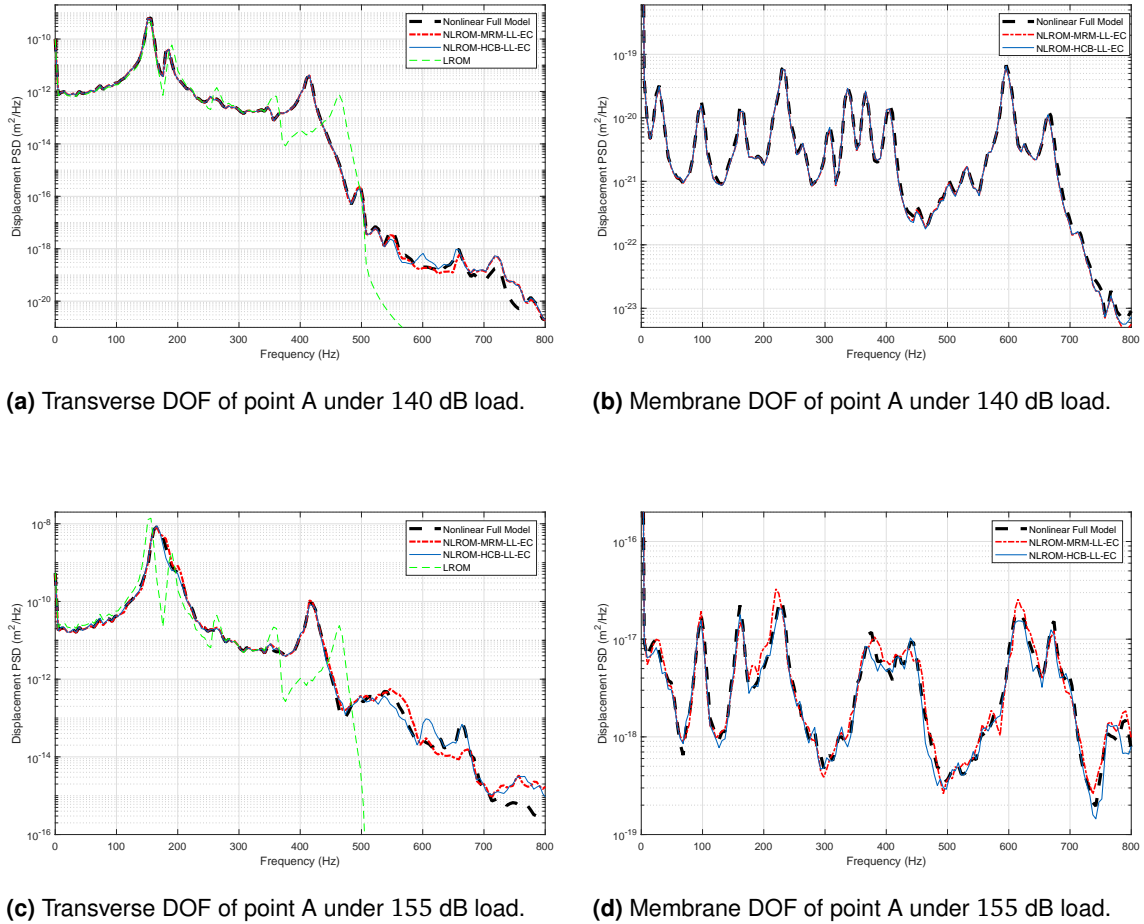 Displacement PSD (m²/Hz)
10⁻¹⁰
10⁻¹²
10⁻¹⁴
10⁻¹⁶
10⁻¹⁸
10⁻²⁰
Nonlinear Full Model
NLROM-MRM-LL-EC
NLROM-HCB-LL-EC
LROM
0 100 200 300 400 500 600 700 800
Frequency (Hz)
(a) Transverse DOF of point A under 140 dB load.
Displacement PSD (m²/Hz)
10⁻¹⁹
10⁻²⁰
10⁻²¹
10⁻²²
10⁻²³
Nonlinear Full Model
NLROM-MRM-LL-EC
NLROM-HCB-LL-EC
0 100 200 300 400 500 600 700 800
Frequency (Hz)
(b) Membrane DOF of point A under 140 dB load.
Displacement PSD (m²/Hz)
10⁻⁸
10⁻¹⁰
10⁻¹²
10⁻¹⁴
10⁻¹⁶
Nonlinear Full Model
NLROM-MRM-LL-EC
NLROM-HCB-LL-EC
LROM
0 100 200 300 400 500 600 700 800
Frequency (Hz)
(c) Transverse DOF of point A under 155 dB load.
Displacement PSD (m²/Hz)
10⁻¹⁶
10⁻¹⁷
10⁻¹⁸
10⁻¹⁹
Nonlinear Full Model
NLROM-MRM-LL-EC
NLROM-HCB-LL-EC
0 100 200 300 400 500 600 700 800
Frequency (Hz)
(d) Membrane DOF of point A under 155 dB load.